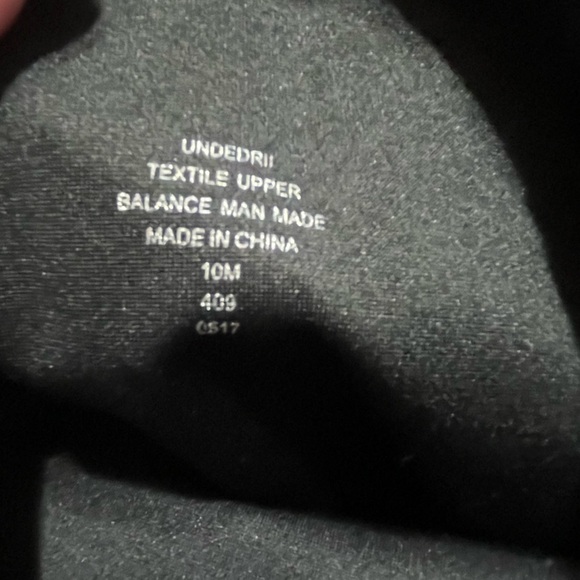 UNDEDRII
TEXTILE UPPER
BALANCE MAN MADE
MADE IN CHINA
10M
409
0517